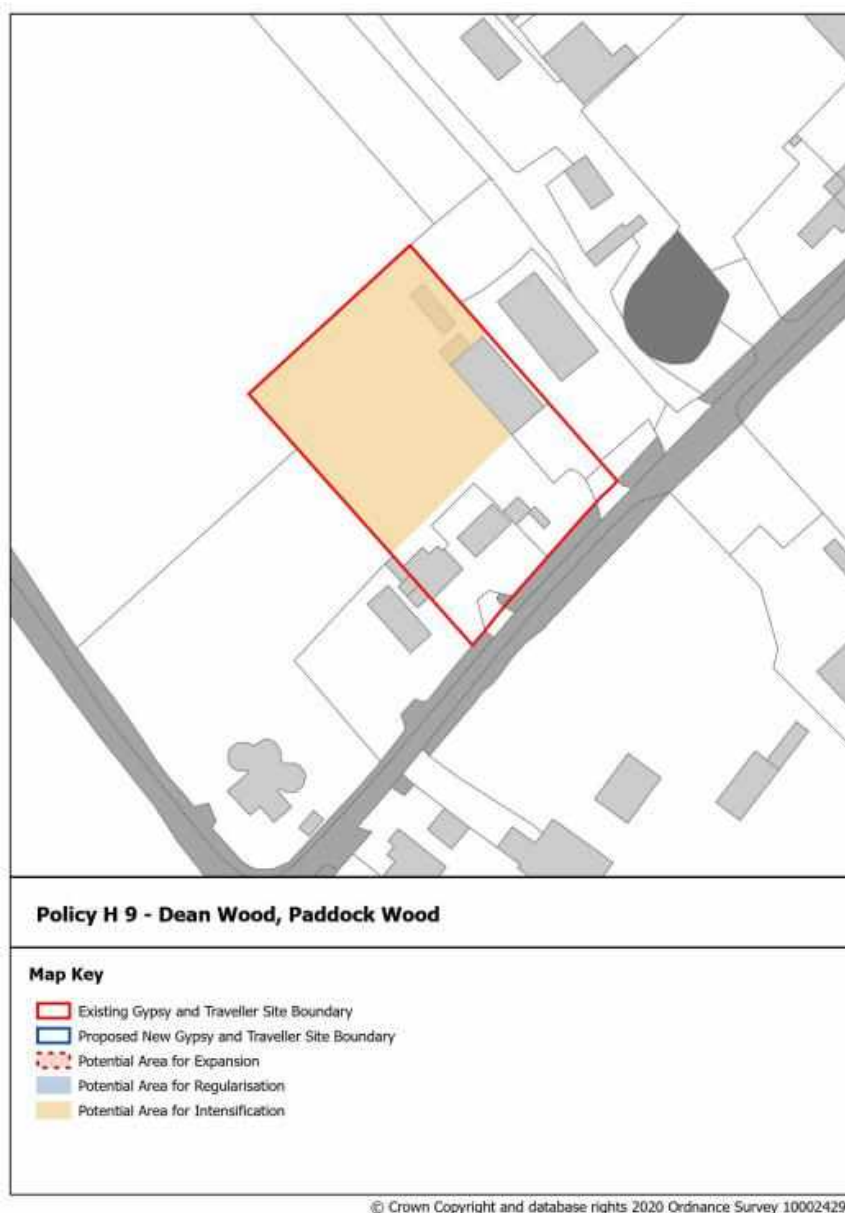 Policy H 9 - Dean Wood, Paddock Wood
Map Key
Existing Gypsy and Traveller Site Boundary
Proposed New Gypsy and Traveller Site Boundary
Potential Area for Expansion
Potential Area for Regularisation
Potential Area for Intensification
© Crown Copyright and database rights 2020 Ordnance Survey 10002429